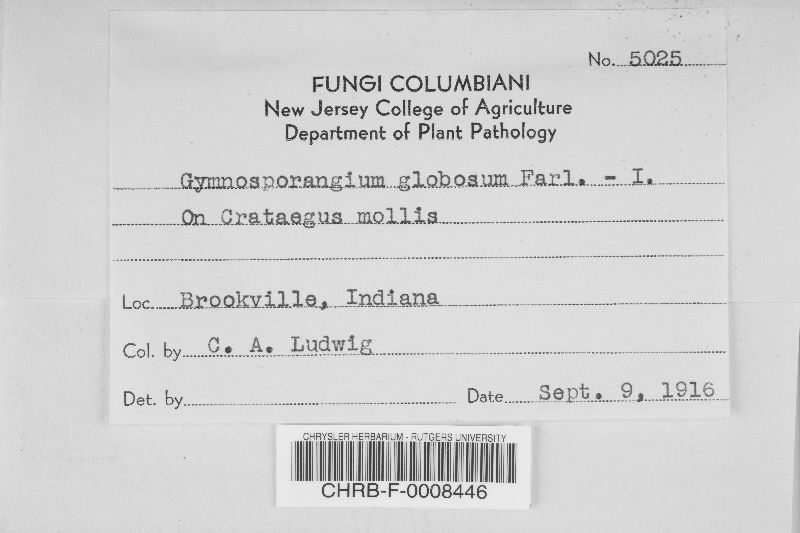 No. 5025
FUNGI COLUMBIANI
New Jersey College of Agriculture
Department of Plant Pathology
Gymnosporangium globosum Farl. - I.
On Crataegus mollis
Loc. Brookville, Indiana
Col. by C. A. Ludwig
Det. by Date Sept. 9, 1916
CHRYSLER HERBARIUM - RUTGERS UNIVERSITY
CHRB-F-0008446